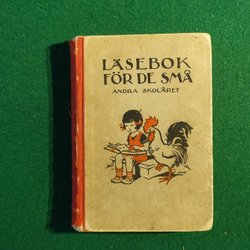 LÄSEBOK
FÖR DE SMÅ
ANDRA SKOLÅRET